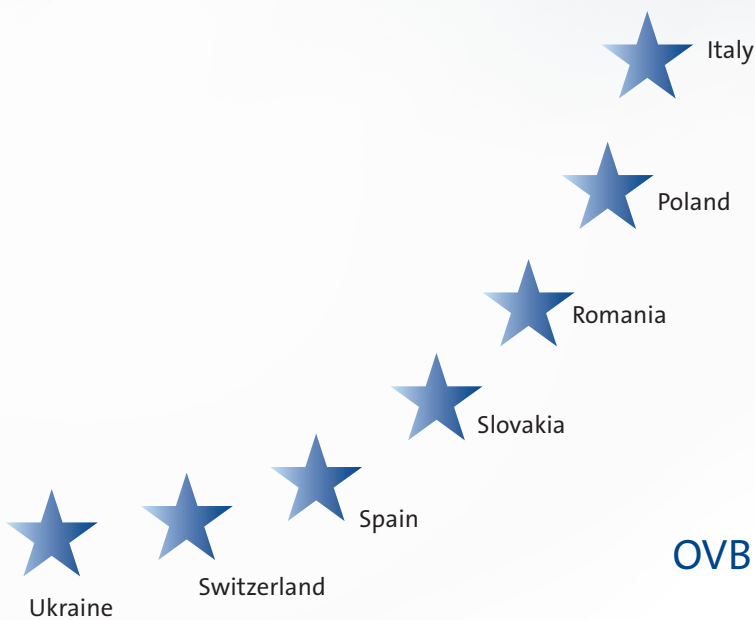 Italy
Poland
Romania
Slovakia
Spain
OVB
Switzerland
Ukraine